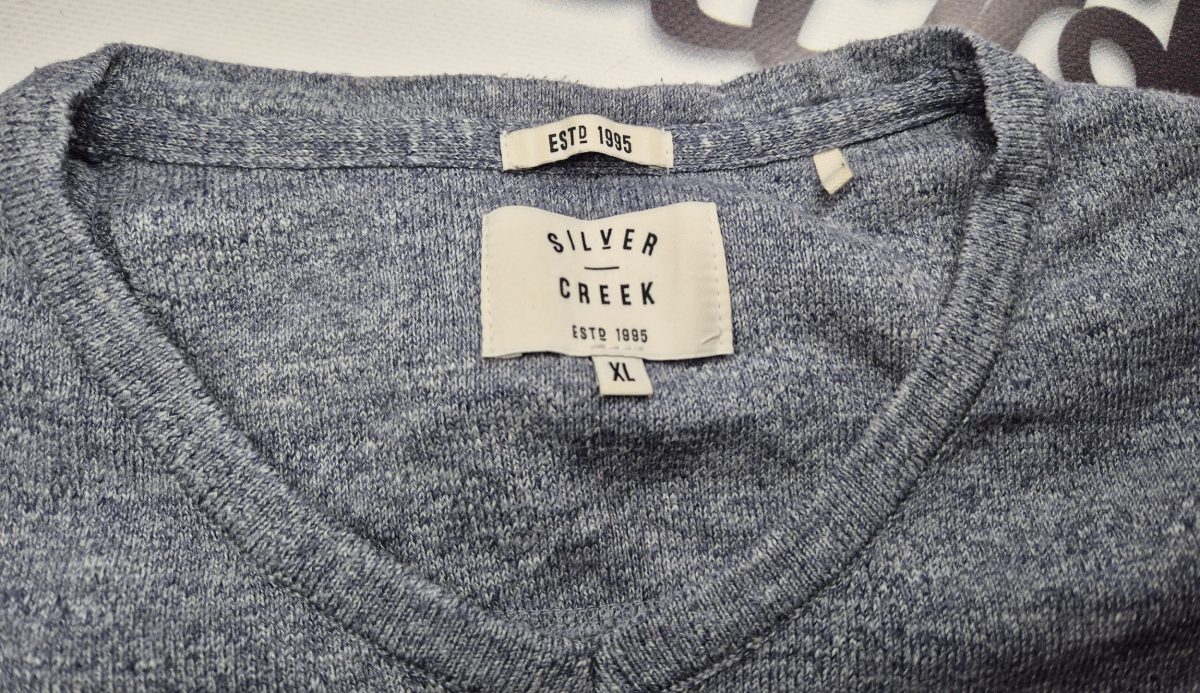 ESTD 1995
SILVER
CREEK
ESTD 1995
XL